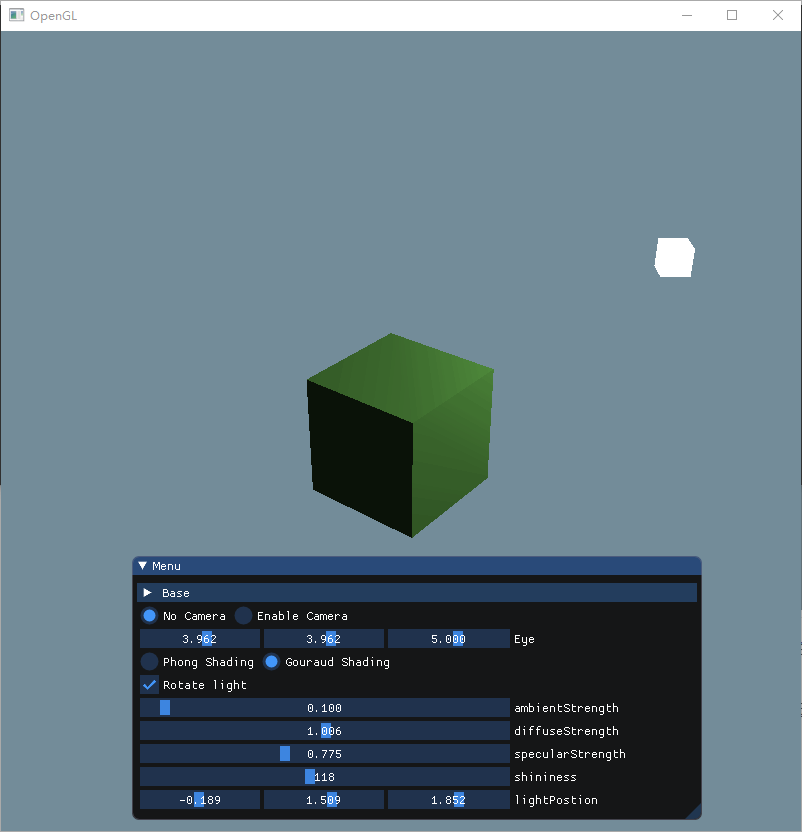 OpenGL
Menu
Base
No Camera Enable Camera
3.962 3.962 5.000 Eye
Phong Shading Gouraud Shading
Rotate light
0.100 ambientStrength
1.006 diffuseStrength
0.775 specularStrength
118 shininess
-0.189 1.509 1.852 lightPostion